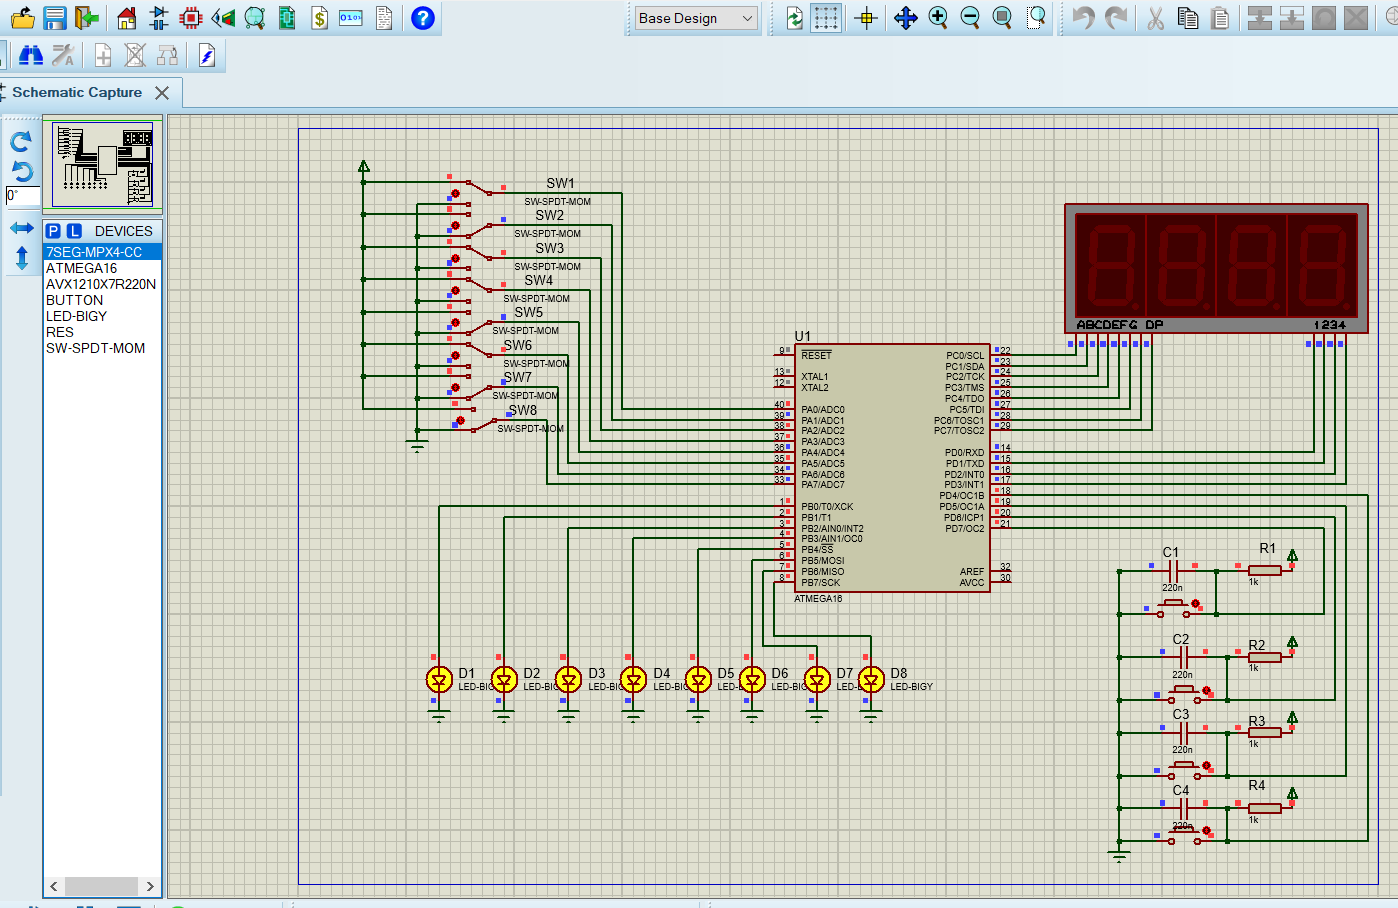 Base Design
Schematic Capture
0°
P L DEVICES
7SEG-MPX4-CC
ATMEGA16
AVX1210X7R220N
BUTTON
LED-BIGY
RES
SW-SPDT-MOM
SW1
SW-SPDT-MOM
SW2
SW-SPDT-MOM
SW3
SW-SPDT-MOM
SW4
SW-SPDT-MOM
SW5
SW-SPDT-MOM
SW6
SW-SPDT-MOM
SW7
SW-SPDT-MOM
SW8
SW-SPDT-MOM
ABCDEFG DP 1234
U1
9 RESET
13 XTAL1
12 XTAL2
40 PA0/ADC0
39 PA1/ADC1
38 PA2/ADC2
37 PA3/ADC3
36 PA4/ADC4
35 PA5/ADC5
34 PA6/ADC6
33 PA7/ADC7
1 PB0/T0/XCK
2 PB1/T1
3 PB2/AIN0/INT2
4 PB3/AIN1/OC0
5 PB4/SS
6 PB5/MOSI
7 PB6/MISO
8 PB7/SCK
PC0/SCL 22
PC1/SDA 23
PC2/TCK 24
PC3/TMS 25
PC4/TDO 26
PC5/TDI 27
PC6/TOSC1 28
PC7/TOSC2 29
PD0/RXD 14
PD1/TXD 15
PD2/INT0 16
PD3/INT1 17
PD4/OC1B 18
PD5/OC1A 19
PD6/ICP1 20
PD7/OC2 21
AREF 32
AVCC 30
ATMEGA16
D1 D2 D3 D4 D5 D6 D7 D8
LED-BIG LED-BIG LED-BIG LED-BIG LED-B LED-BIG LED-B LED-BIGY
C1 R1
220n 1k
C2 R2
220n 1k
C3 R3
220n 1k
C4 R4
220n 1k